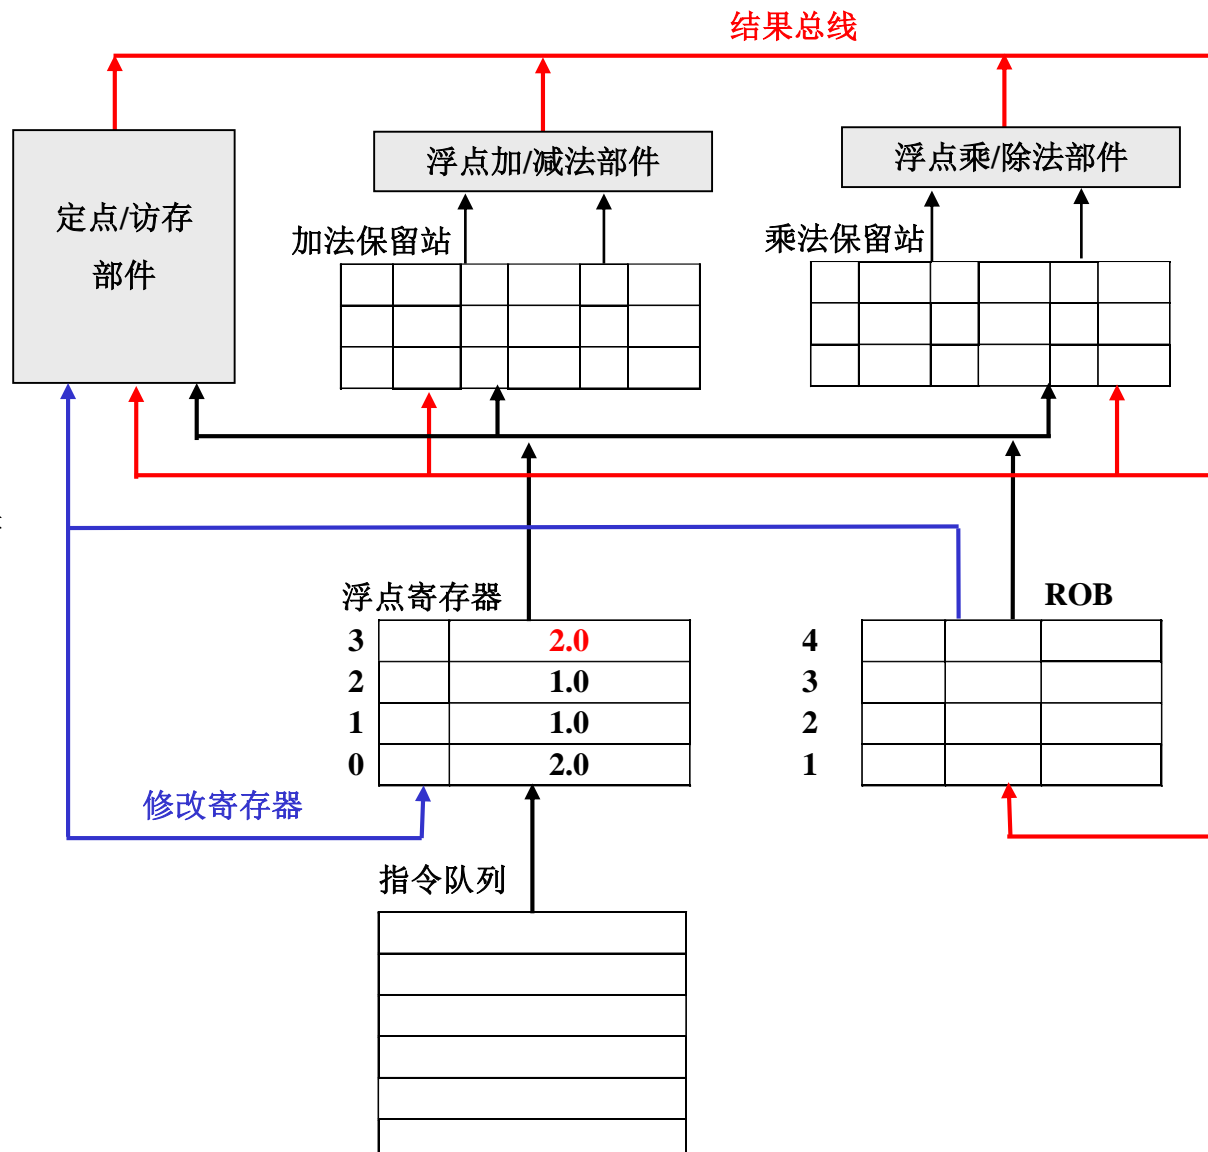 结果总线
浮点加/减法部件
浮点乘/除法部件
定点/访存
部件
加法保留站
乘法保留站
浮点寄存器
ROB
3 2.0
2 1.0
1 1.0
0 2.0
4
3
2
1
修改寄存器
指令队列